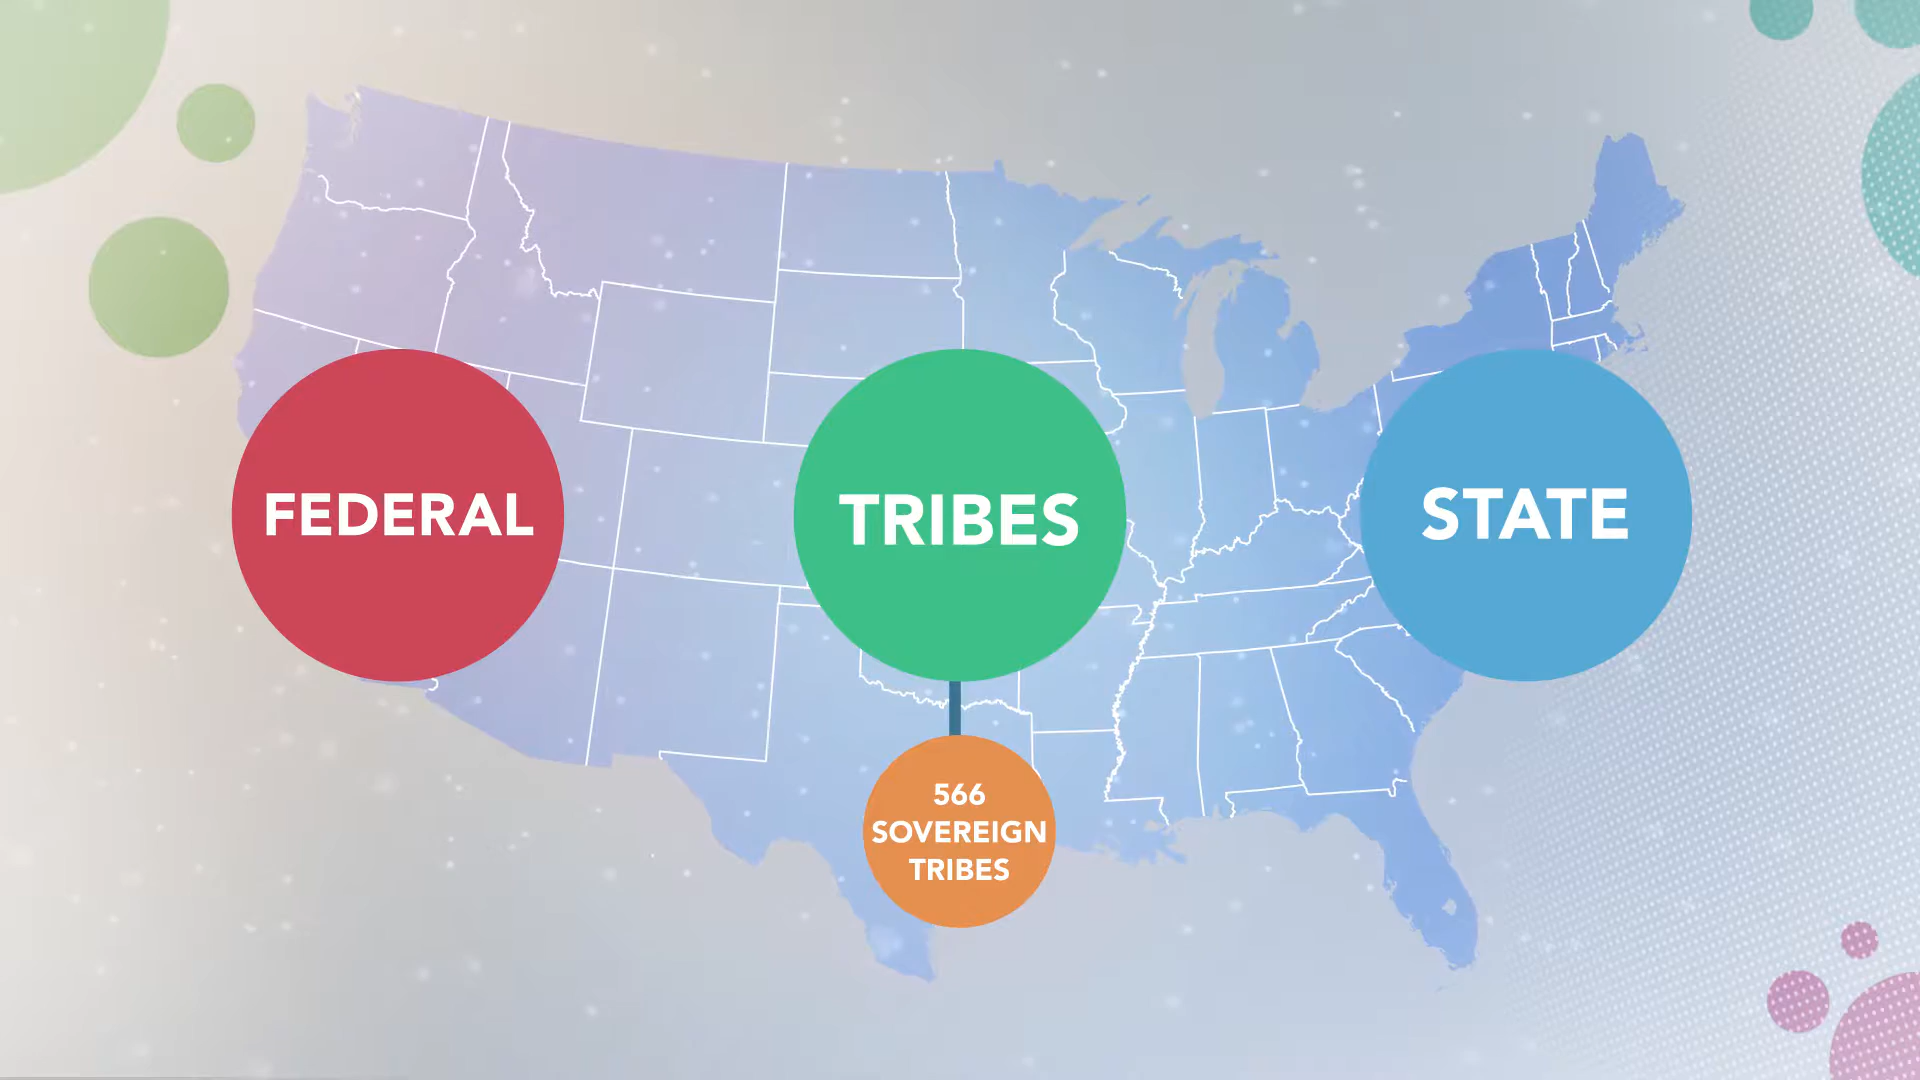 FEDERAL
TRIBES
STATE
566
SOVEREIGN
TRIBES